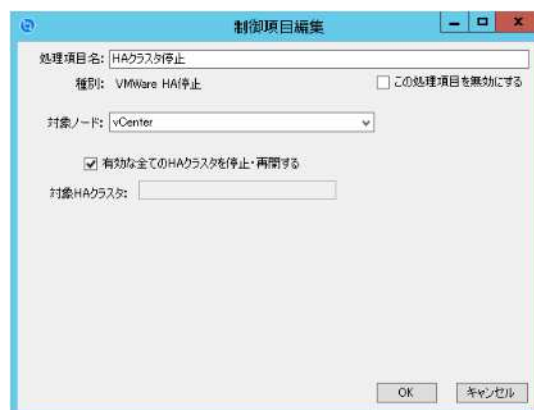 制御項目編集
処理項目名: HAクラスタ停止
種別: VMWare HA停止 この処理項目を無効にする
対象ノード: vCenter
有効な全てのHAクラスタを停止・再開する
対象HAクラスタ:
OK キャンセル